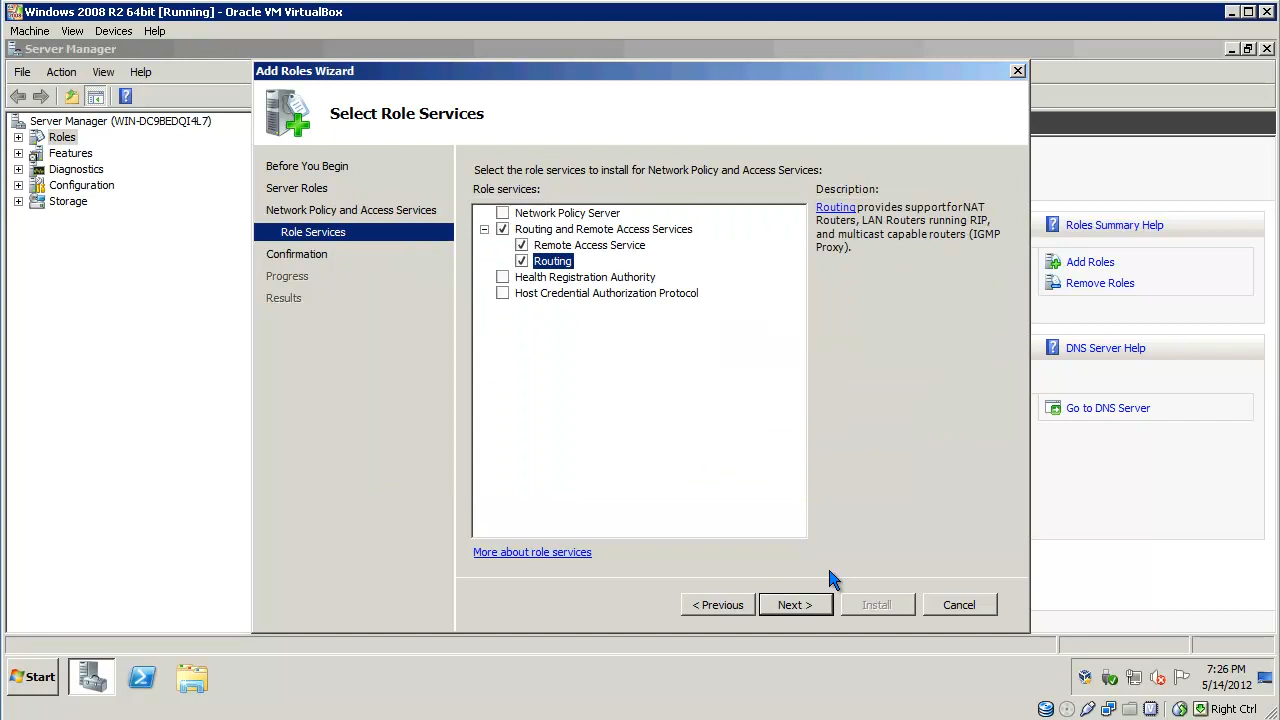 Windows 2008 R2 64bit [Running] - Oracle VM VirtualBox
Machine View Devices Help
Server Manager
File Action View Help
Add Roles Wizard
Select Role Services
Server Manager (WIN-DC9BEDQI4L7)
Roles
Features
Diagnostics
Configuration
Storage
Before You Begin
Server Roles
Network Policy and Access Services
Role Services
Confirmation
Progress
Results
Select the role services to install for Network Policy and Access Services:
Role services:
Network Policy Server
Routing and Remote Access Services
Remote Access Service
Routing
Health Registration Authority
Host Credential Authorization Protocol
More about role services
Description:
Routing provides support for NAT
Routers, LAN Routers running RIP,
and multicast capable routers (IGMP
Proxy).
< Previous
Next >
Install
Cancel
Roles Summary Help
Add Roles
Remove Roles
DNS Server Help
Go to DNS Server
Start
7:26 PM
5/14/2012
Right Ctrl